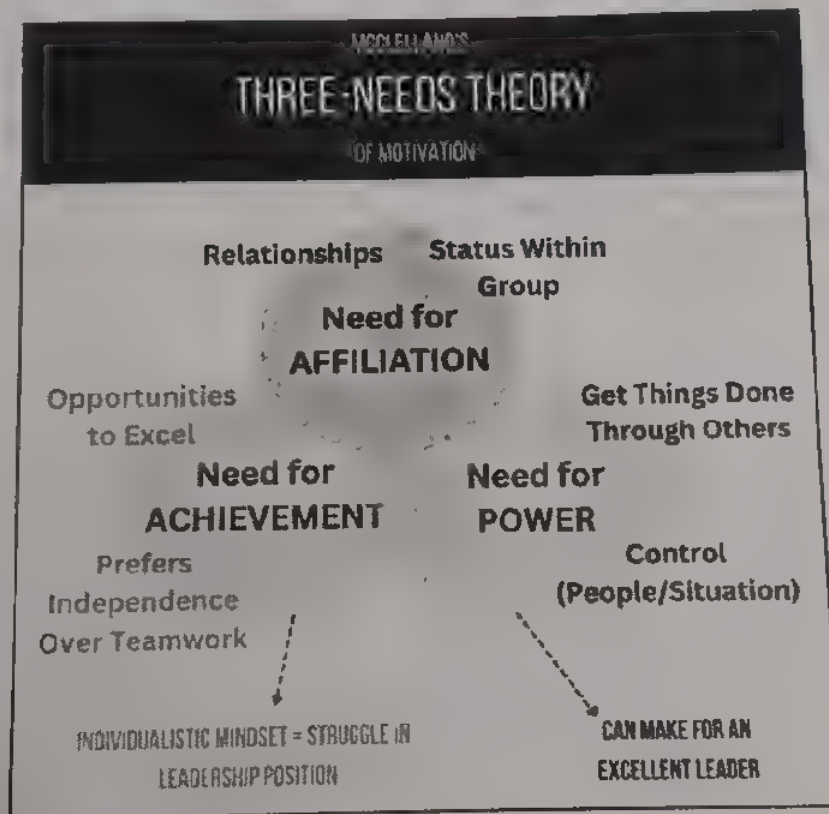 McCLELLAND'S
THREE-NEEDS THEORY
OF MOTIVATION
Relationships
Status Within
Group
Need for
AFFILIATION
Opportunities
to Excel
Get Things Done
Through Others
Need for
ACHIEVEMENT
Need for
POWER
Prefers
Independence
Over Teamwork
Control
(People/Situation)
INDIVIDUALISTIC MINDSET = STRUGGLE IN
LEADERSHIP POSITION
CAN MAKE FOR AN
EXCELLENT LEADER